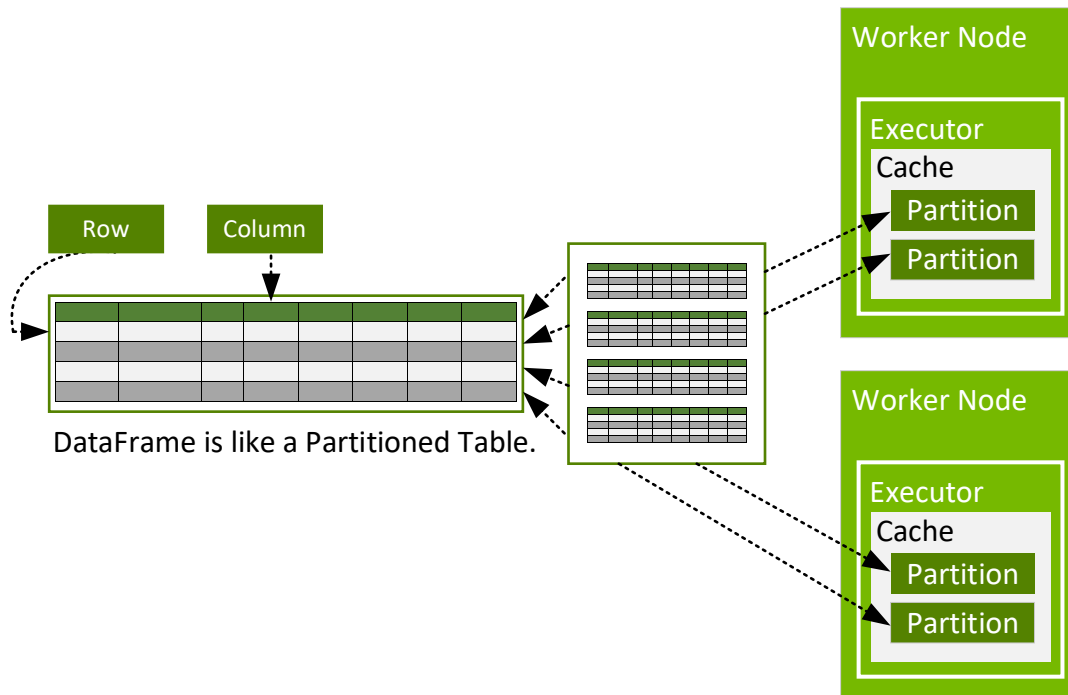 Worker Node
Executor
Cache
Partition
Partition
Row
Column
DataFrame is like a Partitioned Table.
Worker Node
Executor
Cache
Partition
Partition